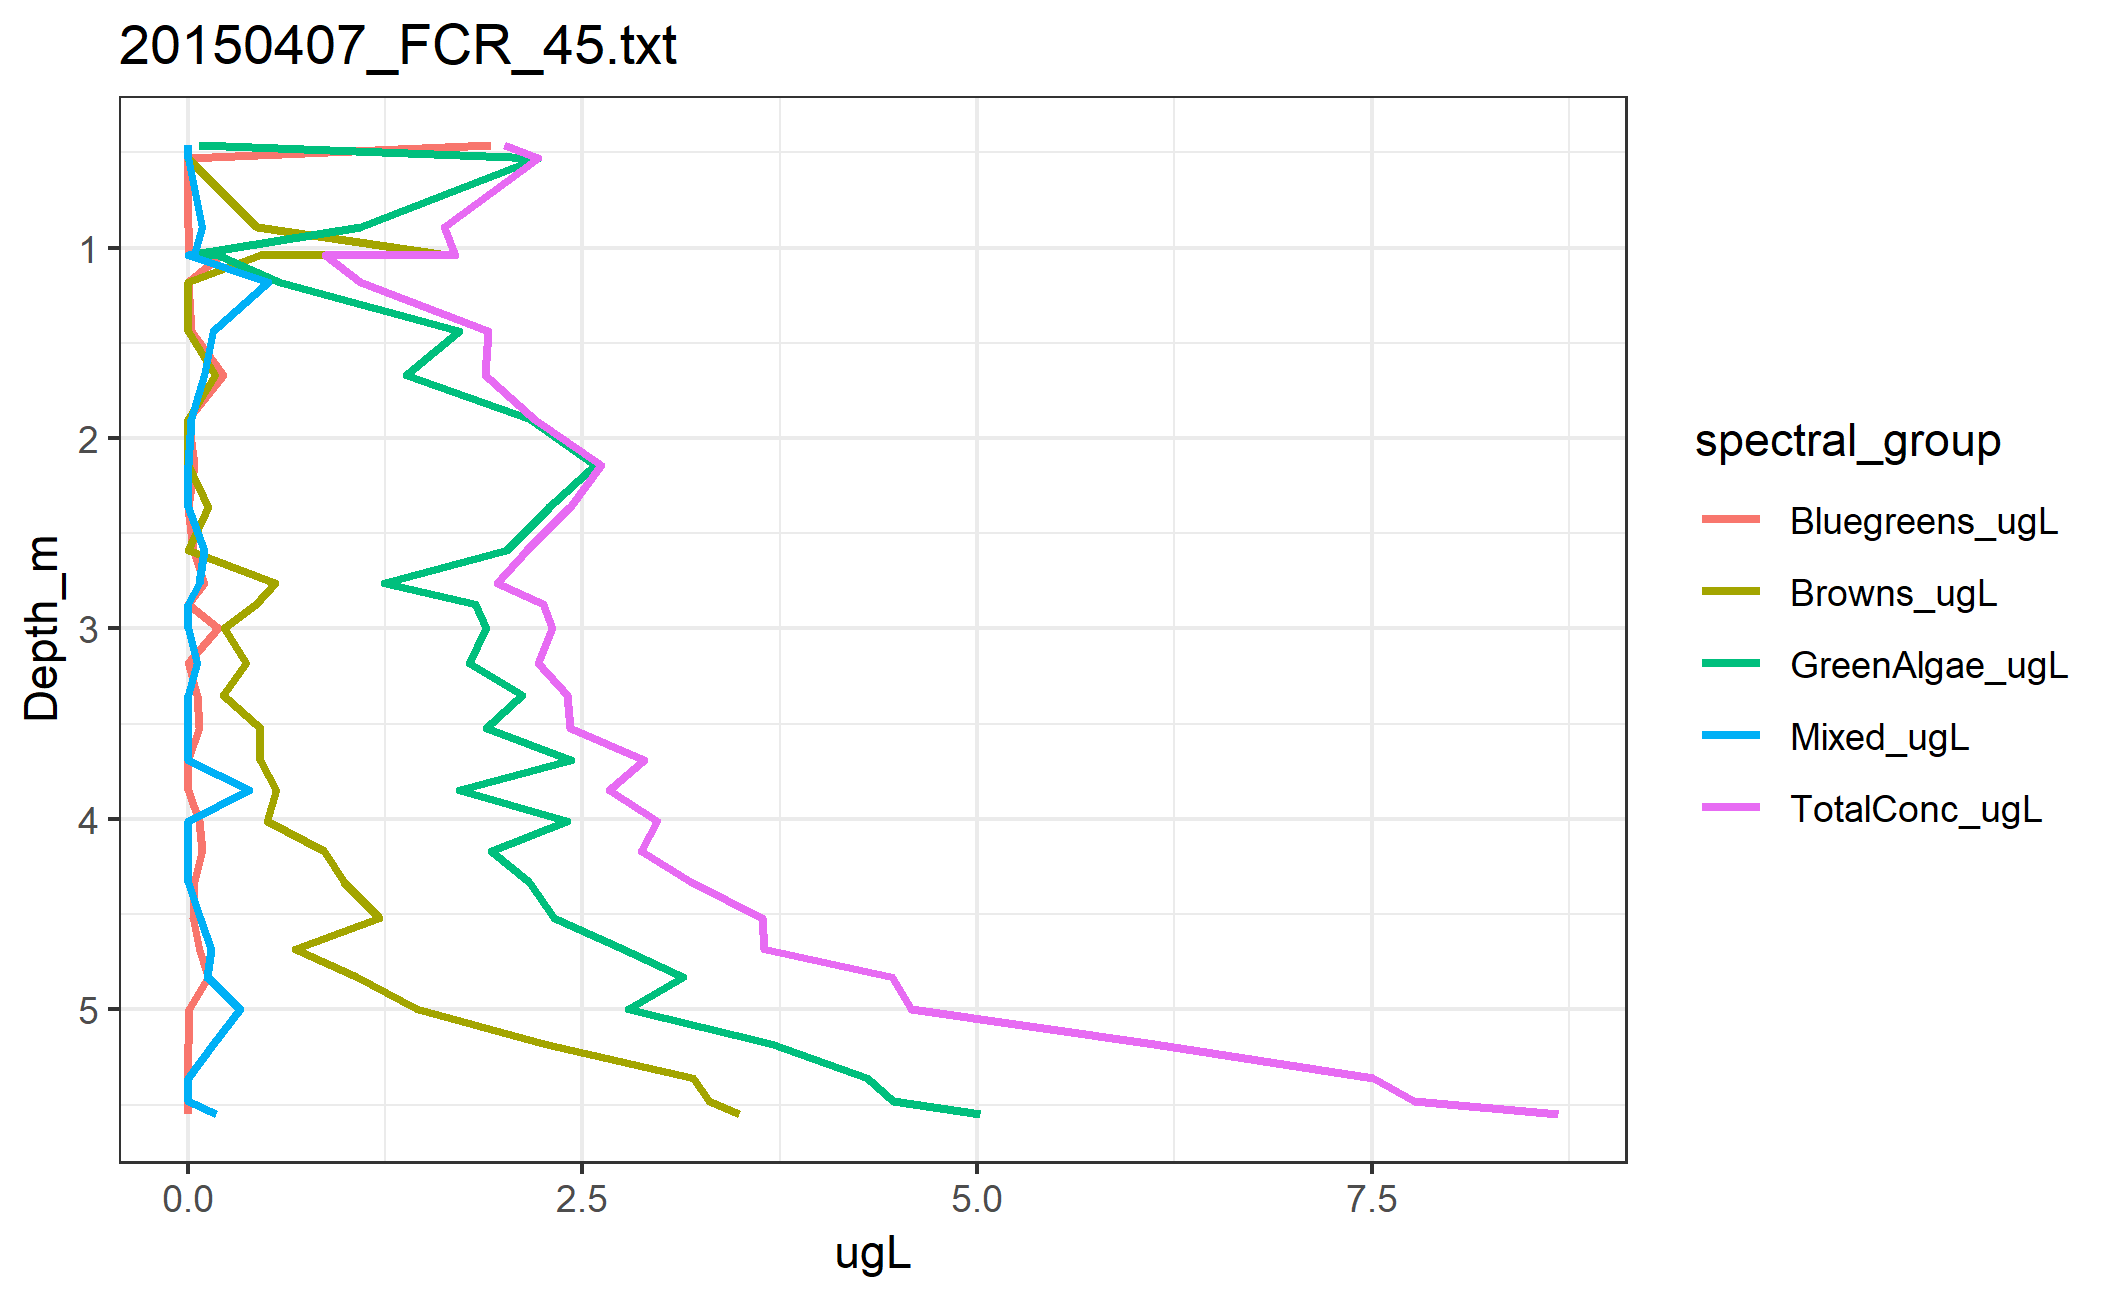 20150407_FCR_45.txt
Depth_m
1
2
3
4
5
0.0 2.5 5.0 7.5
ugL
spectral_group
Bluegreens_ugL
Browns_ugL
GreenAlgae_ugL
Mixed_ugL
TotalConc_ugL